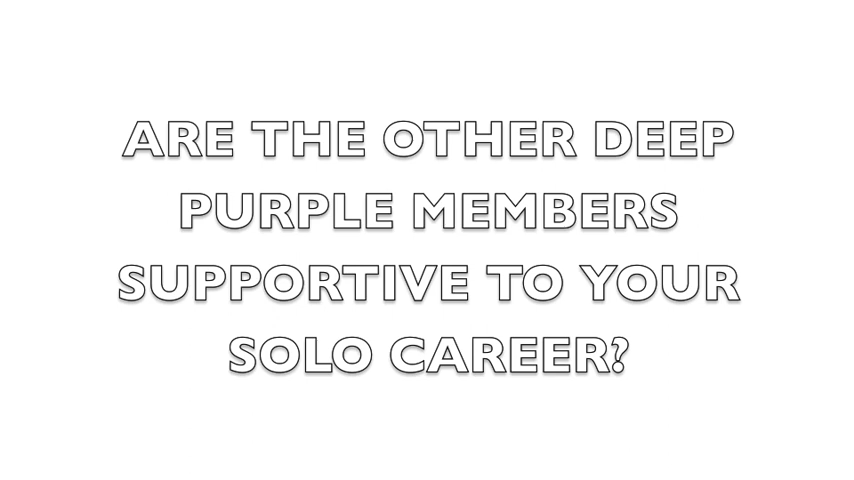 ARE THE OTHER DEEP
PURPLE MEMBERS
SUPPORTIVE TO YOUR
SOLO CAREER?